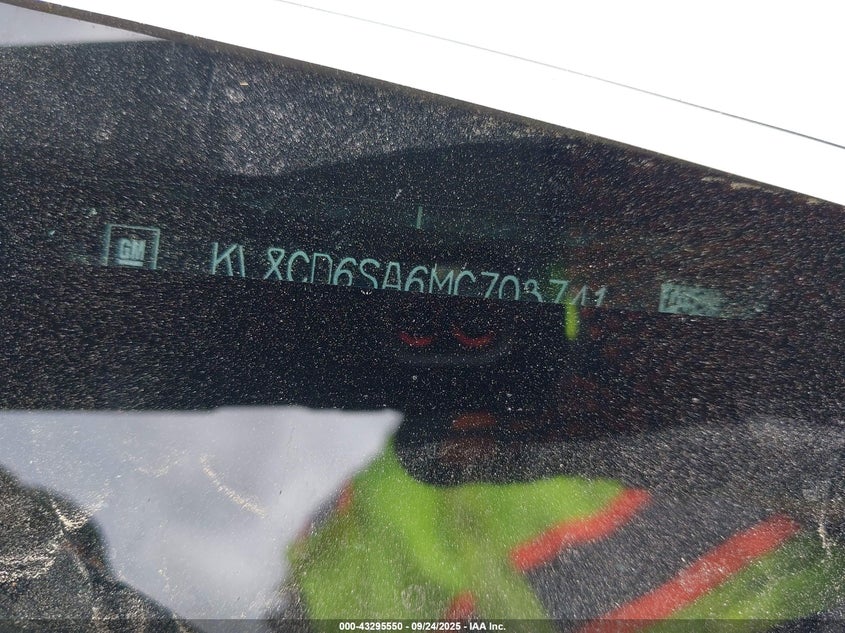 GM KL8CD6SA6MC703741
000-43295550 - 09/24/2025 - IAA Inc.